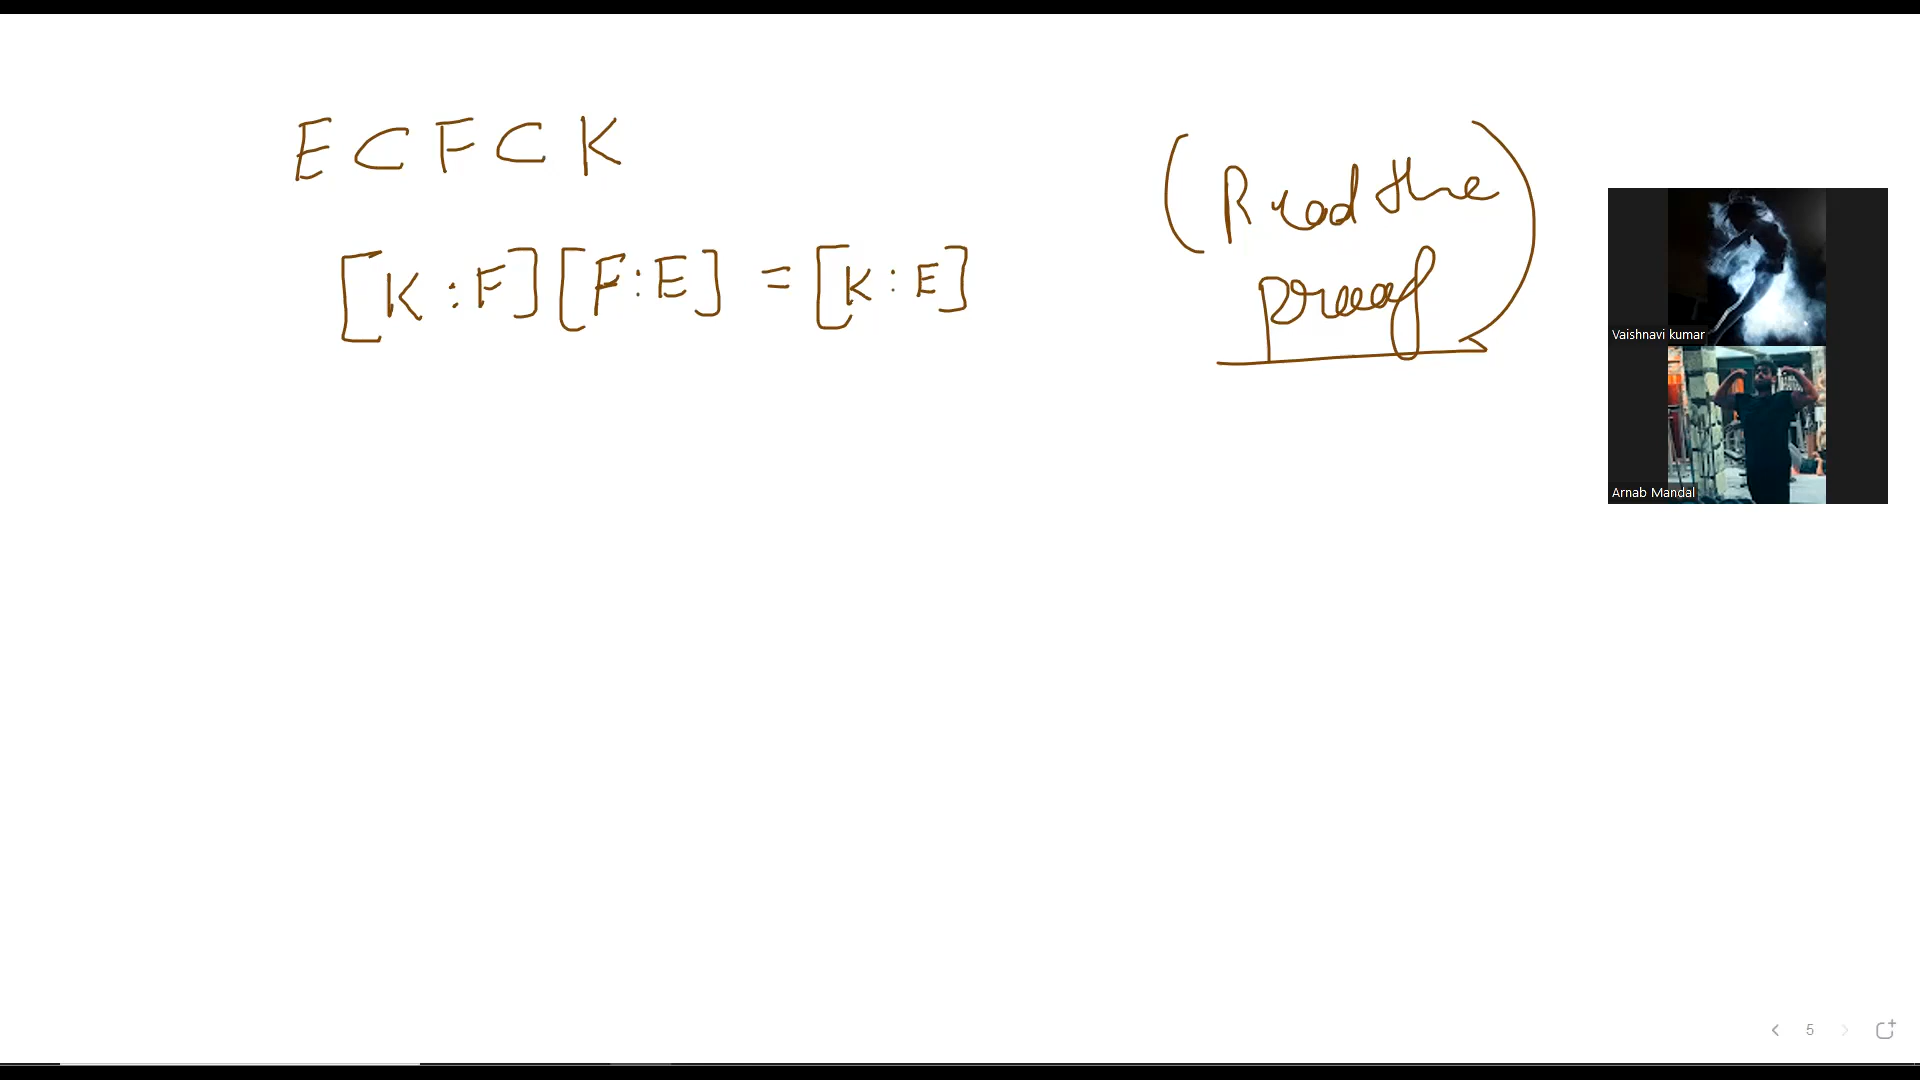 E ⊂ F ⊂ K
[K : F] [F : E] = [K : E]
(Read the
proof)
Vaishnavi kumar
Arnab Mandal
5